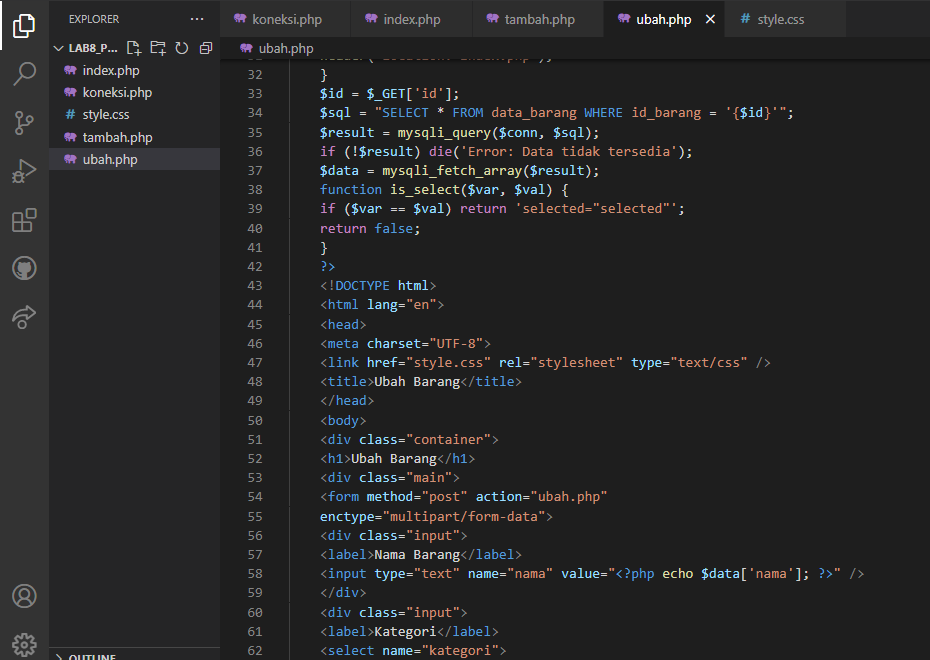 EXPLORER ...
LAB8_P...
index.php
koneksi.php
# style.css
tambah.php
ubah.php
OUTLINE
koneksi.php index.php tambah.php ubah.php # style.css
ubah.php
32 }
33 $id = $_GET['id'];
34 $sql = "SELECT * FROM data_barang WHERE id_barang = '{$id}'";
35 $result = mysqli_query($conn, $sql);
36 if (!$result) die('Error: Data tidak tersedia');
37 $data = mysqli_fetch_array($result);
38 function is_select($var, $val) {
39 if ($var == $val) return 'selected="selected"';
40 return false;
41 }
42 ?>
43 <!DOCTYPE html>
44 <html lang="en">
45 <head>
46 <meta charset="UTF-8">
47 <link href="style.css" rel="stylesheet" type="text/css" />
48 <title>Ubah Barang</title>
49 </head>
50 <body>
51 <div class="container">
52 <h1>Ubah Barang</h1>
53 <div class="main">
54 <form method="post" action="ubah.php"
55 enctype="multipart/form-data">
56 <div class="input">
57 <label>Nama Barang</label>
58 <input type="text" name="nama" value="<?php echo $data['nama']; ?>" />
59 </div>
60 <div class="input">
61 <label>Kategori</label>
62 <select name="kategori">